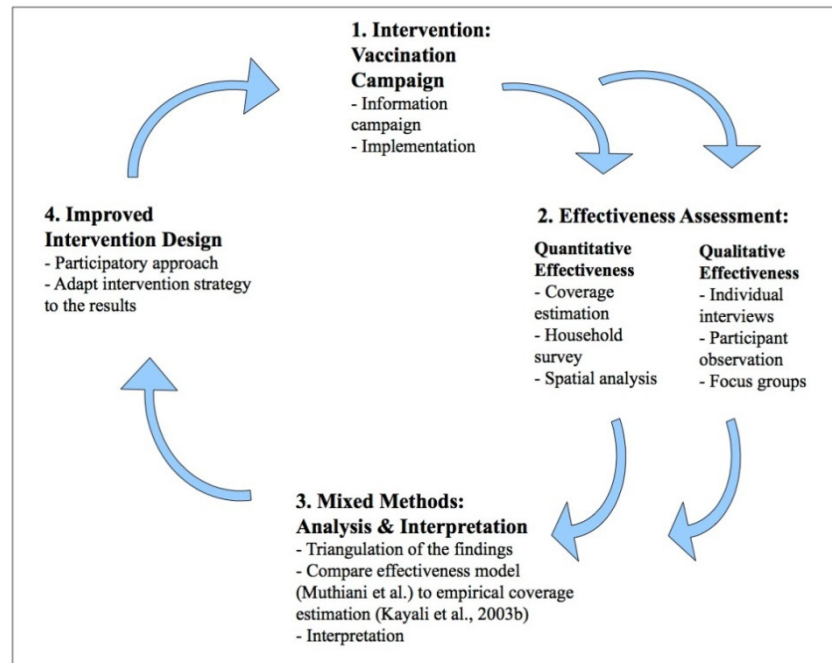 1. Intervention:
Vaccination
Campaign
- Information
campaign
- Implementation
2. Effectiveness Assessment:
Quantitative
Effectiveness
- Coverage
estimation
- Household
survey
- Spatial analysis
Qualitative
Effectiveness
- Individual
interviews
- Participant
observation
- Focus groups
3. Mixed Methods:
Analysis & Interpretation
- Triangulation of the findings
- Compare effectiveness model
(Muthiani et al.) to empirical coverage
estimation (Kayali et al., 2003b)
- Interpretation
4. Improved
Intervention Design
- Participatory approach
- Adapt intervention strategy
to the results